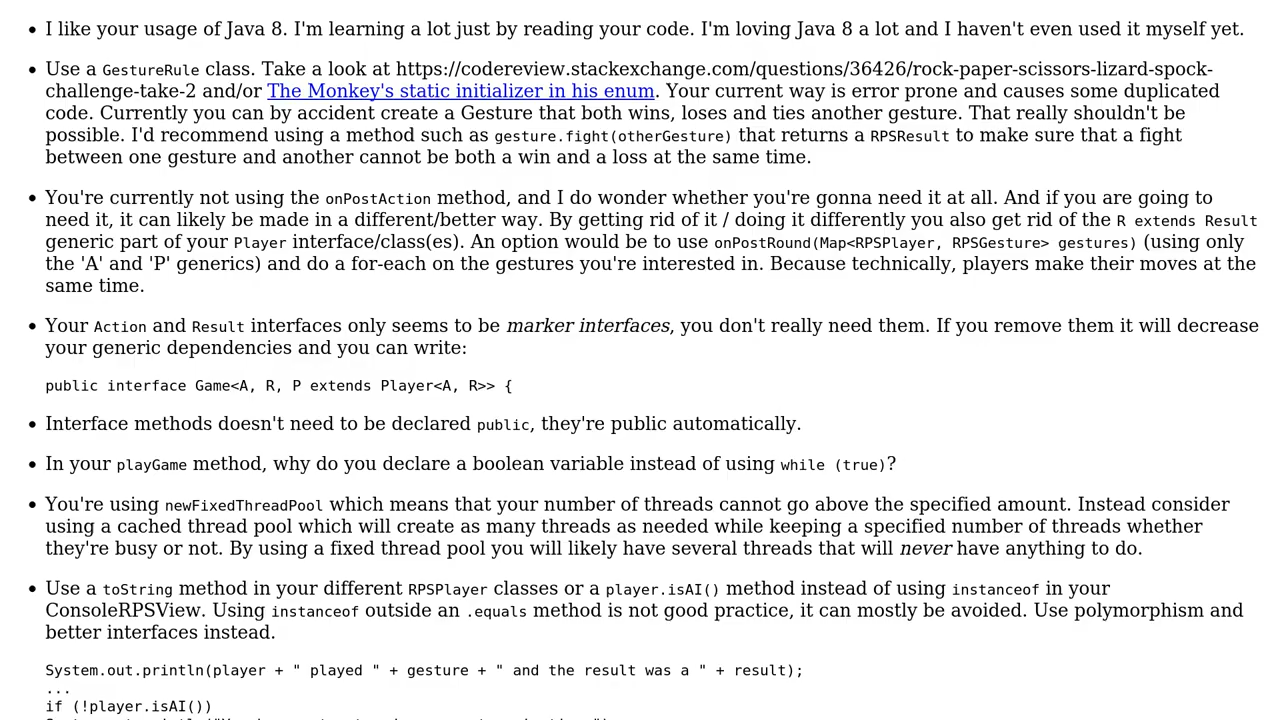 • I like your usage of Java 8. I'm learning a lot just by reading your code. I'm loving Java 8 a lot and I haven't even used it myself yet.
• Use a GestureRule class. Take a look at https://codereview.stackexchange.com/questions/36426/rock-paper-scissors-lizard-spock-
challenge-take-2 and/or The Monkey's static initializer in his enum. Your current way is error prone and causes some duplicated
code. Currently you can by accident create a Gesture that both wins, loses and ties another gesture. That really shouldn't be
possible. I'd recommend using a method such as gesture.fight(otherGesture) that returns a RPSResult to make sure that a fight
between one gesture and another cannot be both a win and a loss at the same time.
• You're currently not using the onPostAction method, and I do wonder whether you're gonna need it at all. And if you are going to
need it, it can likely be made in a different/better way. By getting rid of it / doing it differently you also get rid of the R extends Result
generic part of your Player interface/class(es). An option would be to use onPostRound(Map<RPSPlayer, RPSGesture> gestures) (using only
the 'A' and 'P' generics) and do a for-each on the gestures you're interested in. Because technically, players make their moves at the
same time.
• Your Action and Result interfaces only seems to be marker interfaces, you don't really need them. If you remove them it will decrease
your generic dependencies and you can write:
public interface Game<A, R, P extends Player<A, R>> {
• Interface methods doesn't need to be declared public, they're public automatically.
• In your playGame method, why do you declare a boolean variable instead of using while (true)?
• You're using newFixedThreadPool which means that your number of threads cannot go above the specified amount. Instead consider
using a cached thread pool which will create as many threads as needed while keeping a specified number of threads whether
they're busy or not. By using a fixed thread pool you will likely have several threads that will never have anything to do.
• Use a toString method in your different RPSPlayer classes or a player.isAI() method instead of using instanceof in your
ConsoleRPSView. Using instanceof outside an .equals method is not good practice, it can mostly be avoided. Use polymorphism and
better interfaces instead.
System.out.println(player + " played " + gesture + " and the result was a " + result);
...
if (!player.isAI())